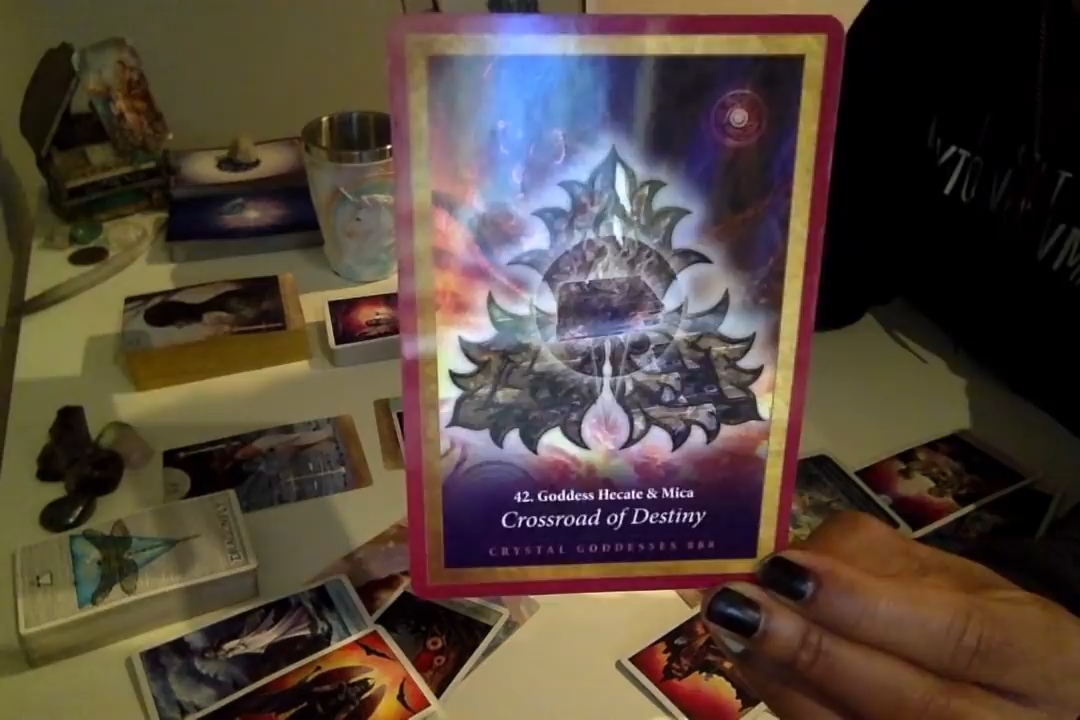 42. Goddess Hecate & Mica
Crossroad of Destiny
CRYSTAL GODDESSES 888